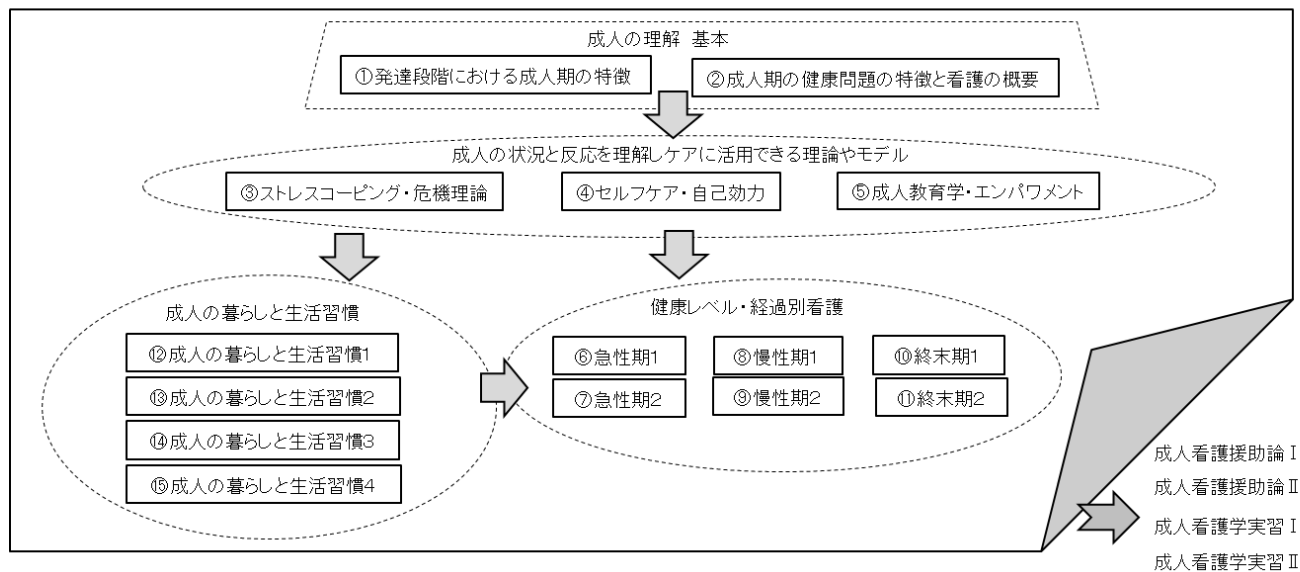 成人の理解 基本
①発達段階における成人期の特徴
②成人期の健康問題の特徴と看護の概要
成人の状況と反応を理解しケアに活用できる理論やモデル
③ストレスコーピング・危機理論
④セルフケア・自己効力
⑤成人教育学・エンパワメント
成人の暮らしと生活習慣
⑫成人の暮らしと生活習慣1
⑬成人の暮らしと生活習慣2
⑭成人の暮らしと生活習慣3
⑮成人の暮らしと生活習慣4
健康レベル・経過別看護
⑥急性期1
⑧慢性期1
⑩終末期1
⑦急性期2
⑨慢性期2
⑪終末期2
成人看護援助論Ⅰ
成人看護援助論Ⅱ
成人看護学実習Ⅰ
成人看護学実習Ⅱ